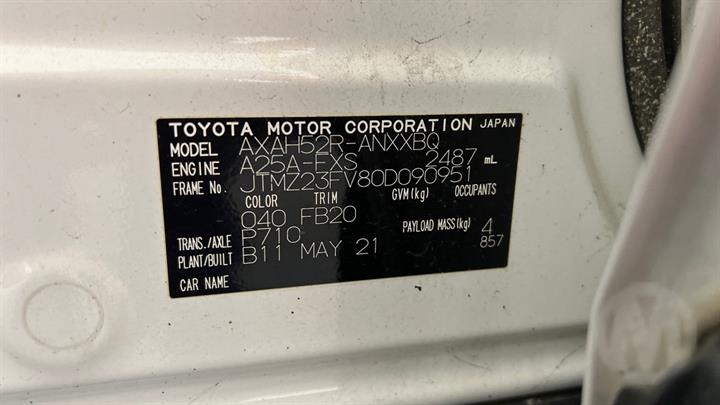 TOYOTA MOTOR CORPORATION JAPAN
MODEL AXAH52R-ANXXBQ
ENGINE A25A-FXS 2487 mL
FRAME No. JTMZ23FV80D090951
COLOR TRIM GVM(kg) OCCUPANTS
040 FB20
TRANS./AXLE P710 PAYLOAD MASS(kg) 4
PLANT/BUILT B11 MAY 21 857
CAR NAME
M